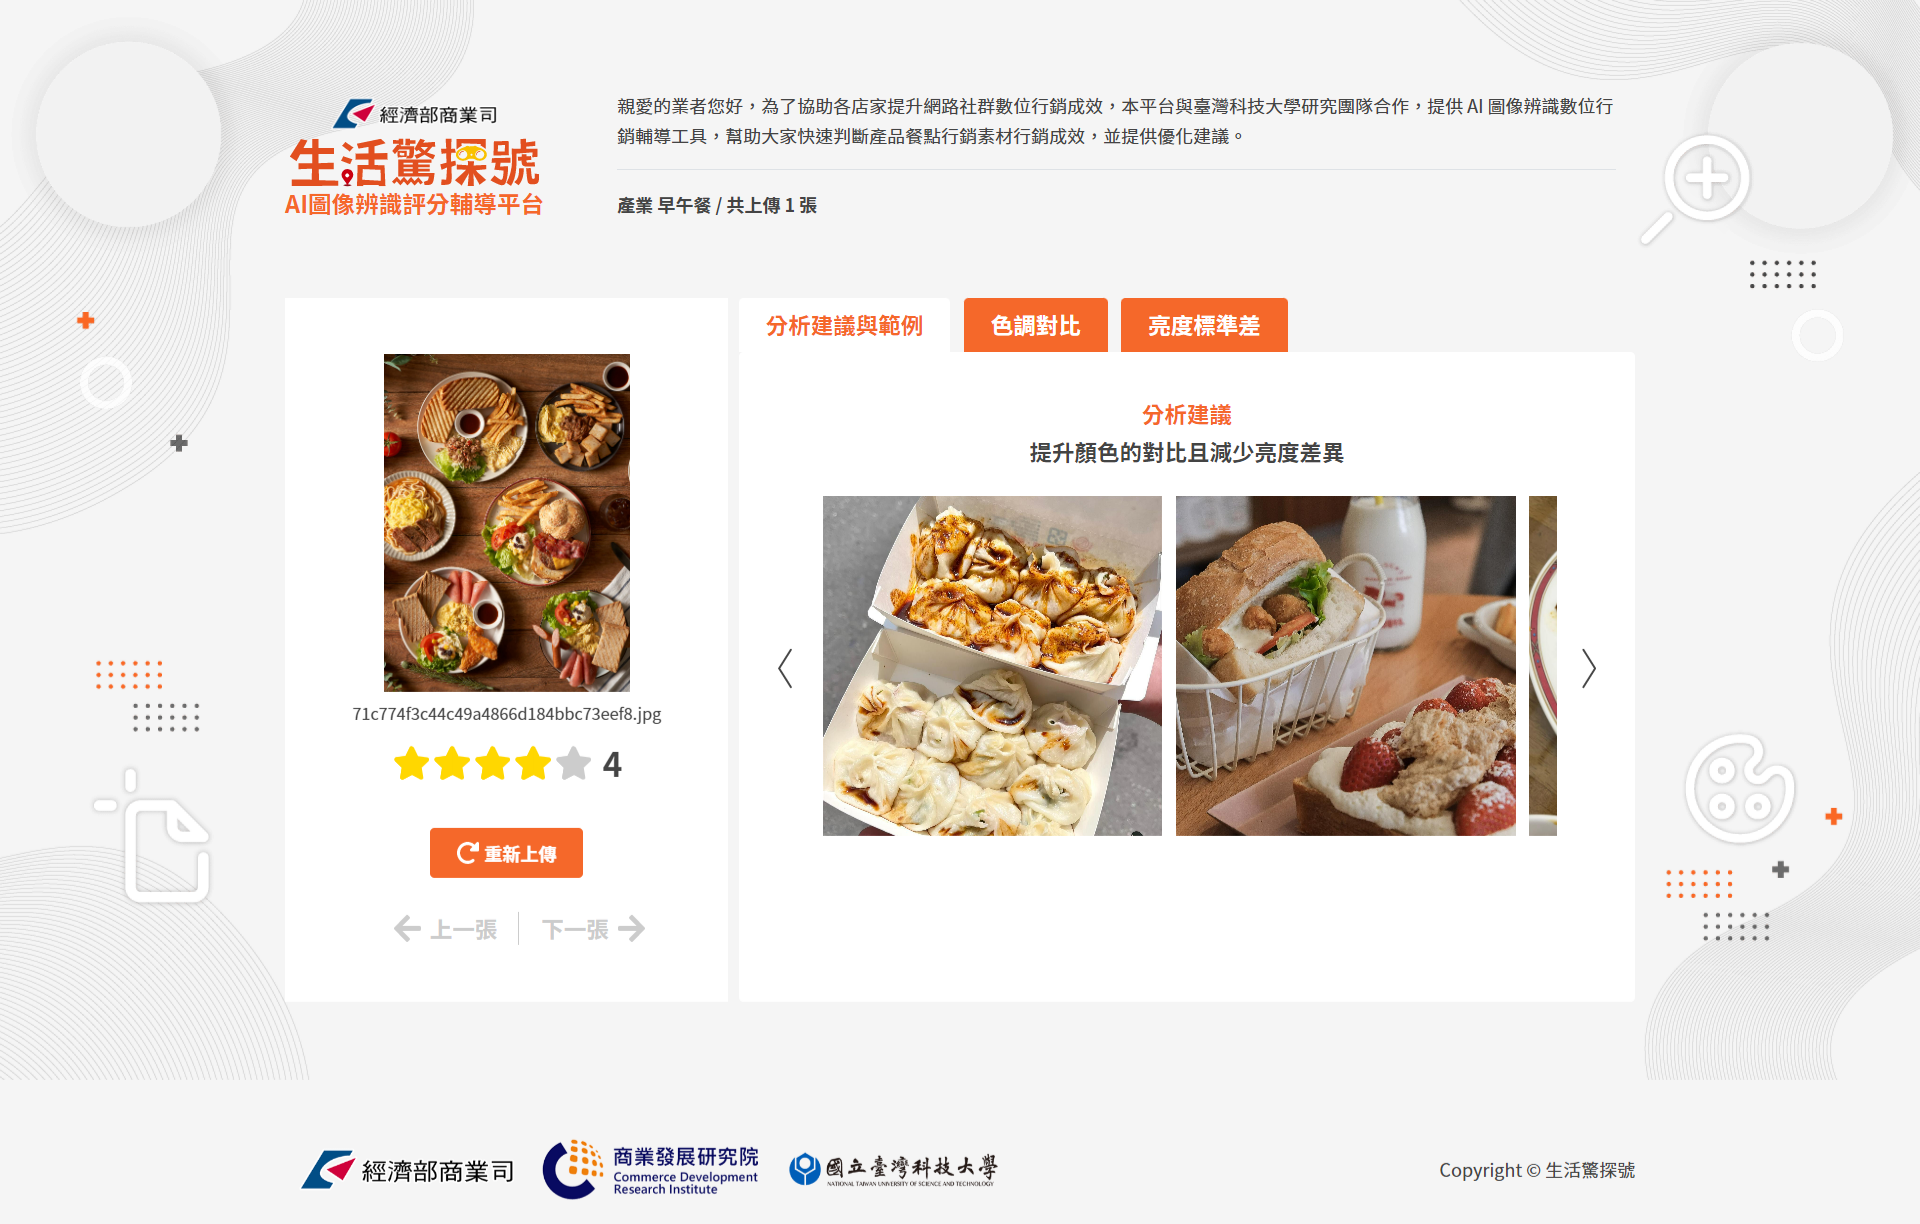 經濟部商業司
生活驚探號
AI圖像辨識評分輔導平台
親愛的業者您好，為了協助各店家提升網路社群數位行銷成效，本平台與臺灣科技大學研究團隊合作，提供 AI 圖像辨識數位行
銷輔導工具，幫助大家快速判斷產品餐點行銷素材行銷成效，並提供優化建議。
產業 早午餐 / 共上傳 1 張
分析建議與範例
色調對比
亮度標準差
71c774f3c44c49a4866d184bbc73eef8.jpg
4
重新上傳
上一張
下一張
分析建議
提升顏色的對比且減少亮度差異
經濟部商業司
商業發展研究院
Commerce Development
Research Institute
國立臺灣科技大學
NATIONAL TAIWAN UNIVERSITY OF SCIENCE AND TECHNOLOGY
Copyright © 生活驚探號